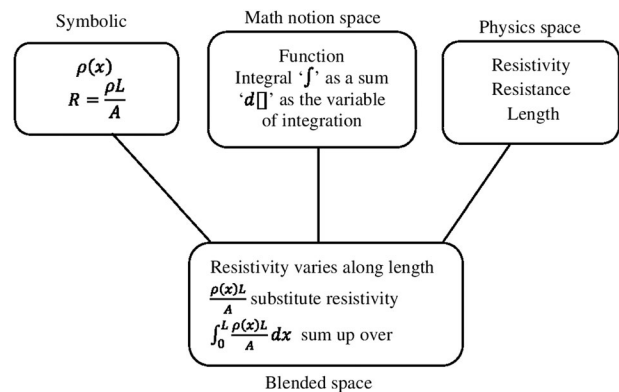 Symbolic
ρ(x)
R = ρL/A
Math notion space
Function
Integral ‘∫’ as a sum
‘d[]’ as the variable
of integration
Physics space
Resistivity
Resistance
Length
Resistivity varies along length
ρ(x)L/A substitute resistivity
∫₀ᴸ ρ(x)L/A dx sum up over
Blended space